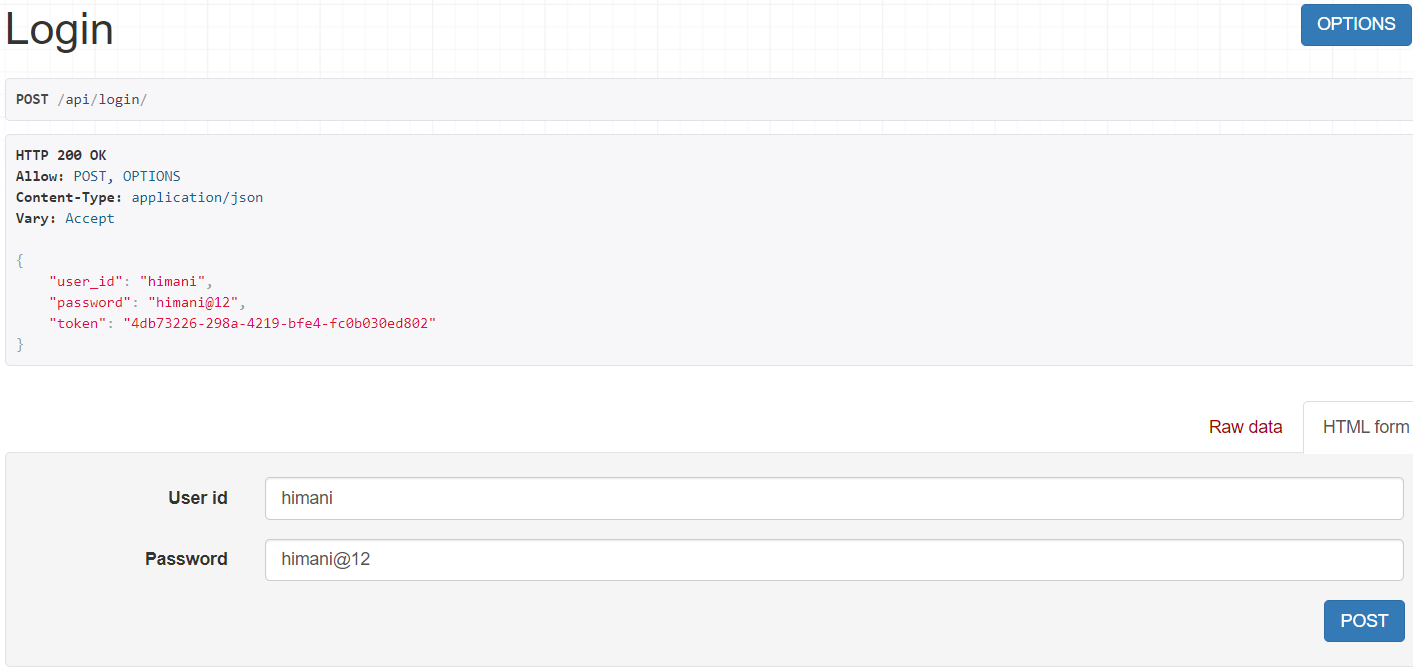 Login
OPTIONS
POST /api/login/
HTTP 200 OK
Allow: POST, OPTIONS
Content-Type: application/json
Vary: Accept
{
    "user_id": "himani",
    "password": "himani@12",
    "token": "4db73226-298a-4219-bfe4-fc0b030ed802"
}
Raw data
HTML form
User id
himani
Password
himani@12
POST